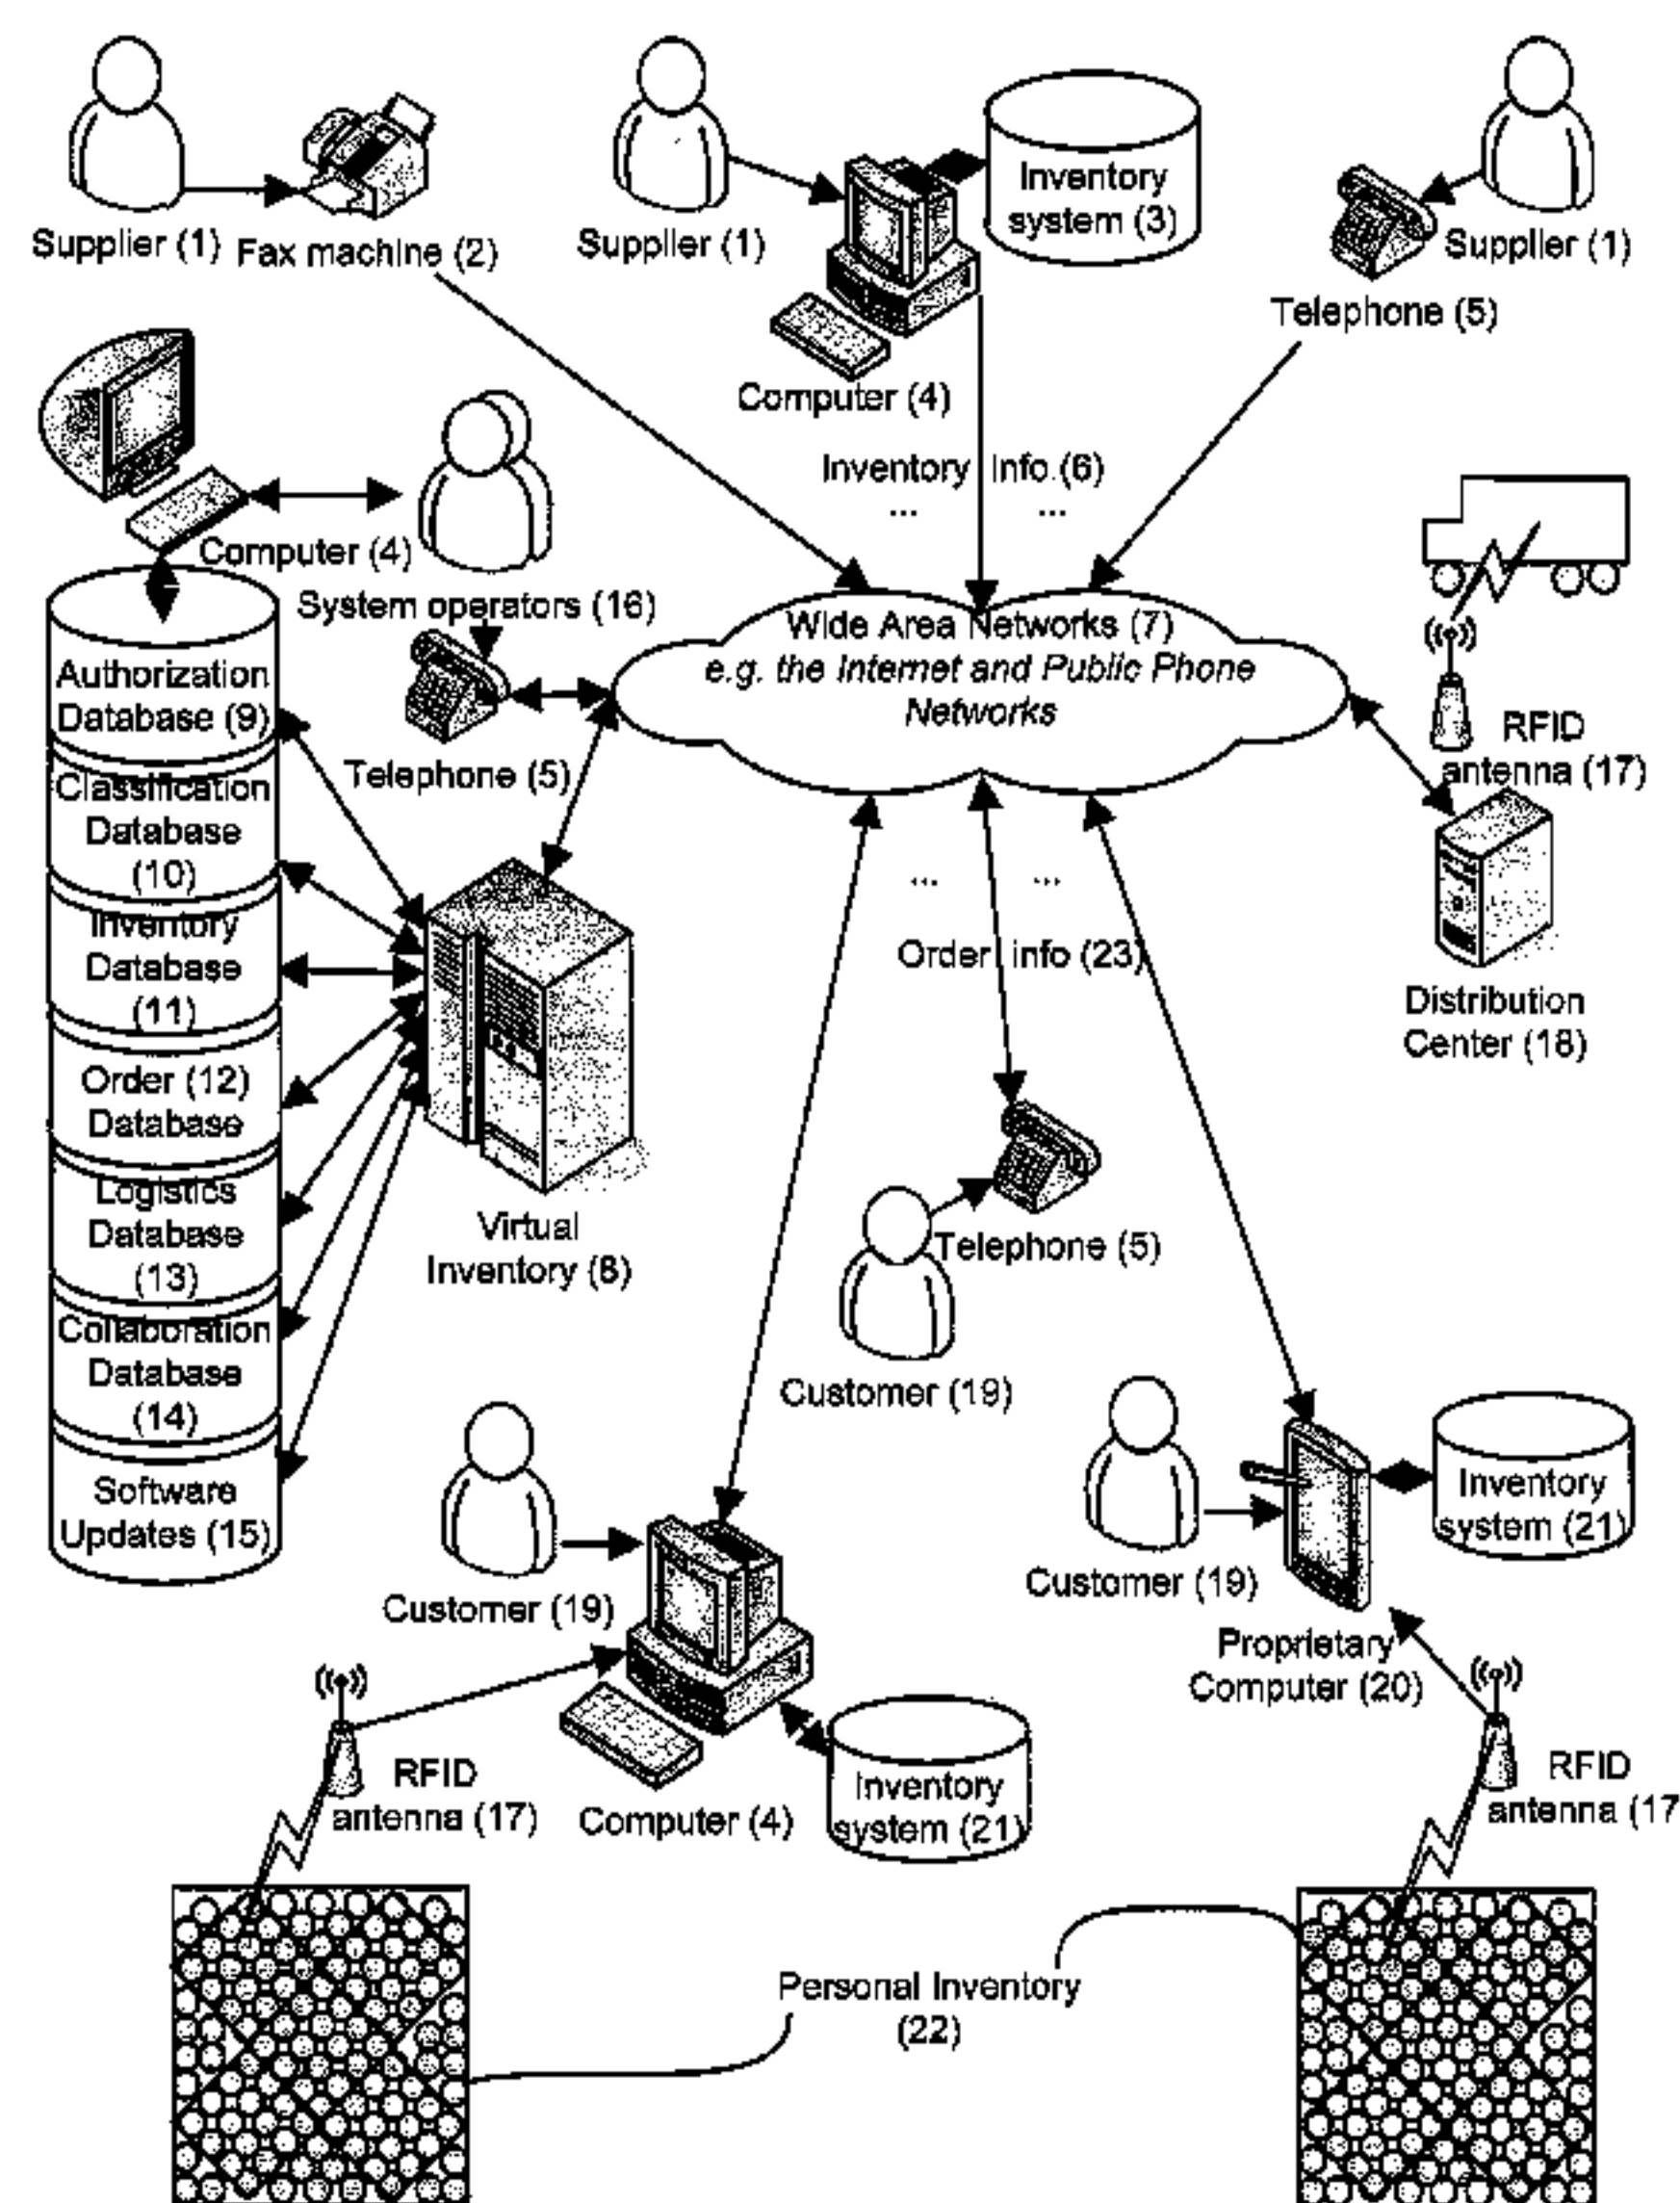 Supplier (1)
Fax machine (2)
Supplier (1)
Inventory
system (3)
Supplier (1)
Telephone (5)
Computer (4)
Inventory Info.(6)
... ...
Computer (4)
System operators (16)
Wide Area Networks (7)
e.g. the Internet and Public Phone
Networks
Telephone (5)
RFID
antenna (17)
Authorization
Database (9)
Classification
Database
(10)
Inventory
Database
(11)
Order (12)
Database
Logistics
Database
(13)
Collaboration
Database
(14)
Software
Updates (15)
Virtual
Inventory (8)
... ...
Order info (23)
Distribution
Center (18)
Telephone (5)
Customer (19)
Customer (19)
Customer (19)
Inventory
system (21)
Proprietary
Computer (20)
RFID
antenna (17)
Computer (4)
Inventory
system (21)
RFID
antenna (17
Personal Inventory
(22)